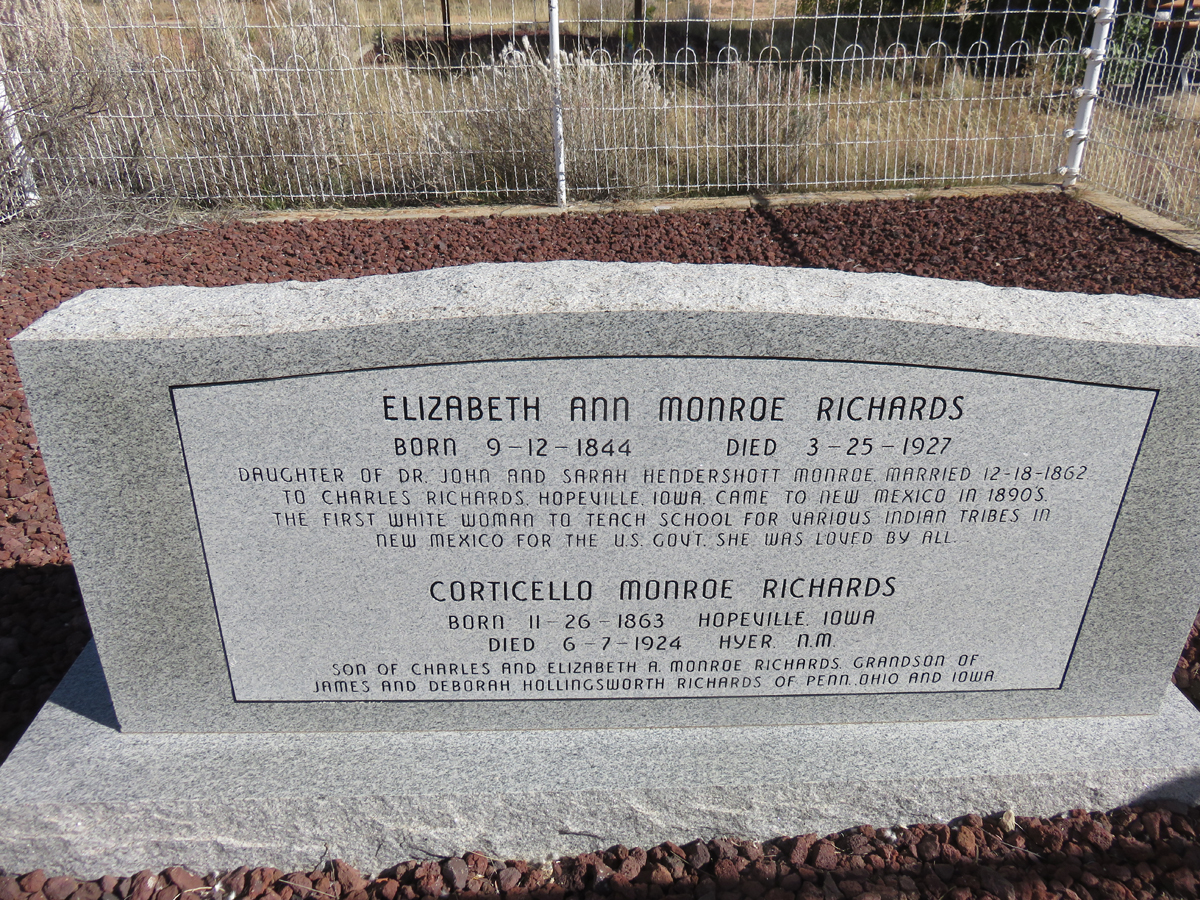 ELIZABETH ANN MONROE RICHARDS
BORN 9-12-1844 DIED 3-25-1927
DAUGHTER OF DR. JOHN AND SARAH HENDERSHOTT MONROE, MARRIED 12-18-1862
TO CHARLES RICHARDS, HOPEVILLE, IOWA. CAME TO NEW MEXICO IN 1890'S.
THE FIRST WHITE WOMAN TO TEACH SCHOOL FOR VARIOUS INDIAN TRIBES IN
NEW MEXICO FOR THE U.S. GOVT. SHE WAS LOVED BY ALL.
CORTICELLO MONROE RICHARDS
BORN 11-26-1863 HOPEVILLE, IOWA
DIED 6-7-1924 HYER, N.M.
SON OF CHARLES AND ELIZABETH A. MONROE RICHARDS. GRANDSON OF
JAMES AND DEBORAH HOLLINGSWORTH RICHARDS OF PENN., OHIO AND IOWA.